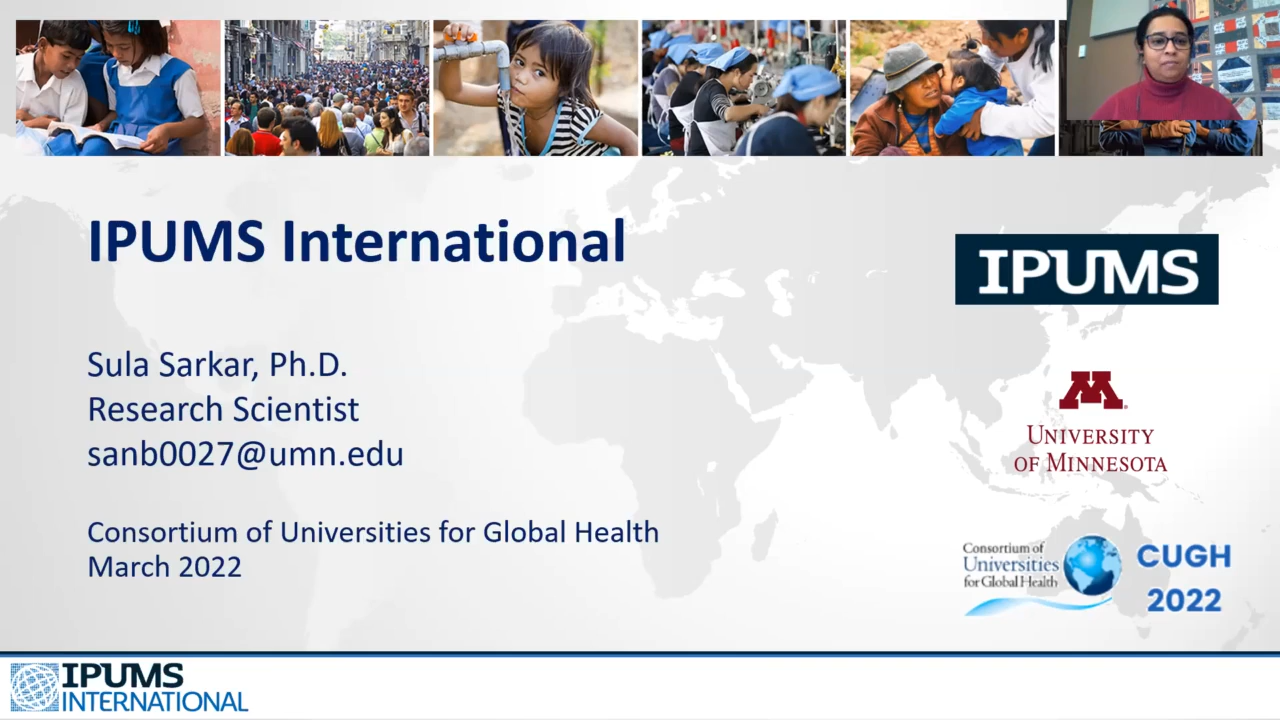 IPUMS International
Sula Sarkar, Ph.D.
Research Scientist
sanb0027@umn.edu
Consortium of Universities for Global Health
March 2022
IPUMS
M
UNIVERSITY
OF MINNESOTA
Consortium of
Universities
for Global Health
CUGH
2022
IPUMS
INTERNATIONAL